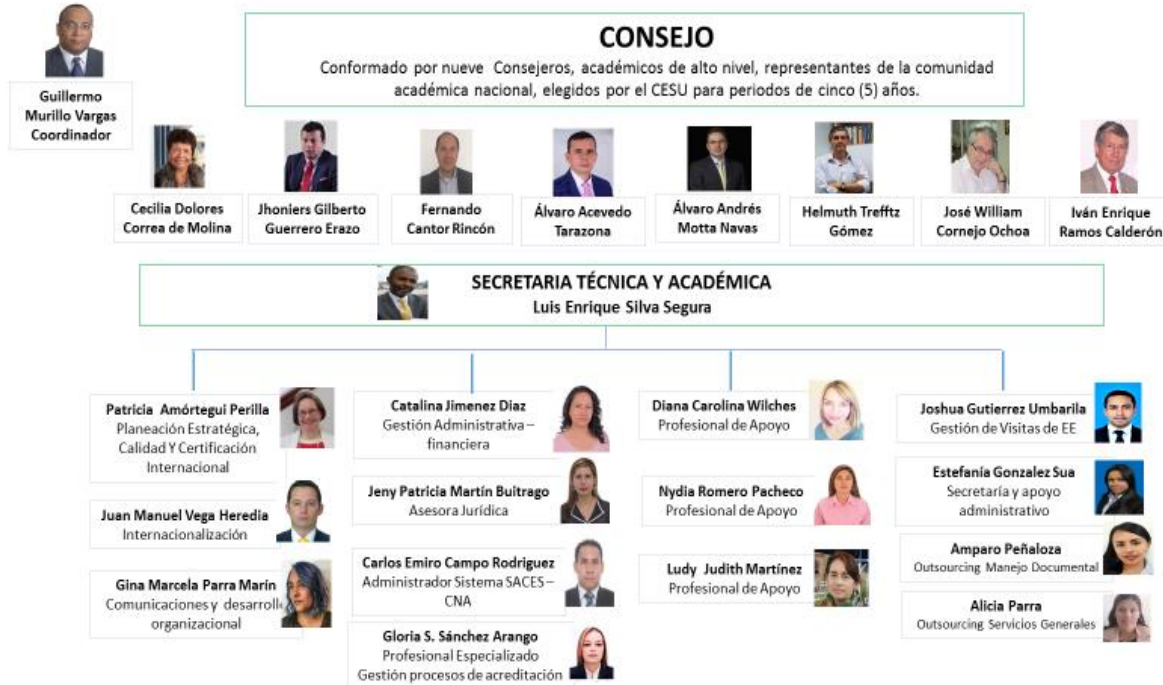 CONSEJO
Conformado por nueve Consejeros, académicos de alto nivel, representantes de la comunidad
académica nacional, elegidos por el CESU para periodos de cinco (5) años.
Guillermo
Murillo Vargas
Coordinador
Cecilia Dolores
Correa de Molina
Jhoniers Gilberto
Guerrero Erazo
Fernando
Cantor Rincón
Álvaro Acevedo
Tarazona
Álvaro Andrés
Motta Navas
Helmuth Trefftz
Gómez
José William
Cornejo Ochoa
Iván Enrique
Ramos Calderón
SECRETARIA TÉCNICA Y ACADÉMICA
Luis Enrique Silva Segura
Patricia Amórtegui Perilla
Planeación Estratégica,
Calidad Y Certificación
Internacional
Juan Manuel Vega Heredia
Internacionalización
Gina Marcela Parra Marín
Comunicaciones y desarroll
organizacional
Catalina Jimenez Diaz
Gestión Administrativa –
financiera
Jeny Patricia Martín Buitrago
Asesora Jurídica
Carlos Emiro Campo Rodriguez
Administrador Sistema SACES –
CNA
Gloria S. Sánchez Arango
Profesional Especializado
Gestión procesos de acreditación
Diana Carolina Wilches
Profesional de Apoyo
Nydia Romero Pacheco
Profesional de Apoyo
Ludy Judith Martínez
Profesional de Apoyo
Joshua Gutierrez Umbarila
Gestión de Visitas de EE
Estefanía Gonzalez Sua
Secretaría y apoyo
administrativo
Amparo Peñaloza
Outsourcing Manejo Documental
Alicia Parra
Outsourcing Servicios Generales